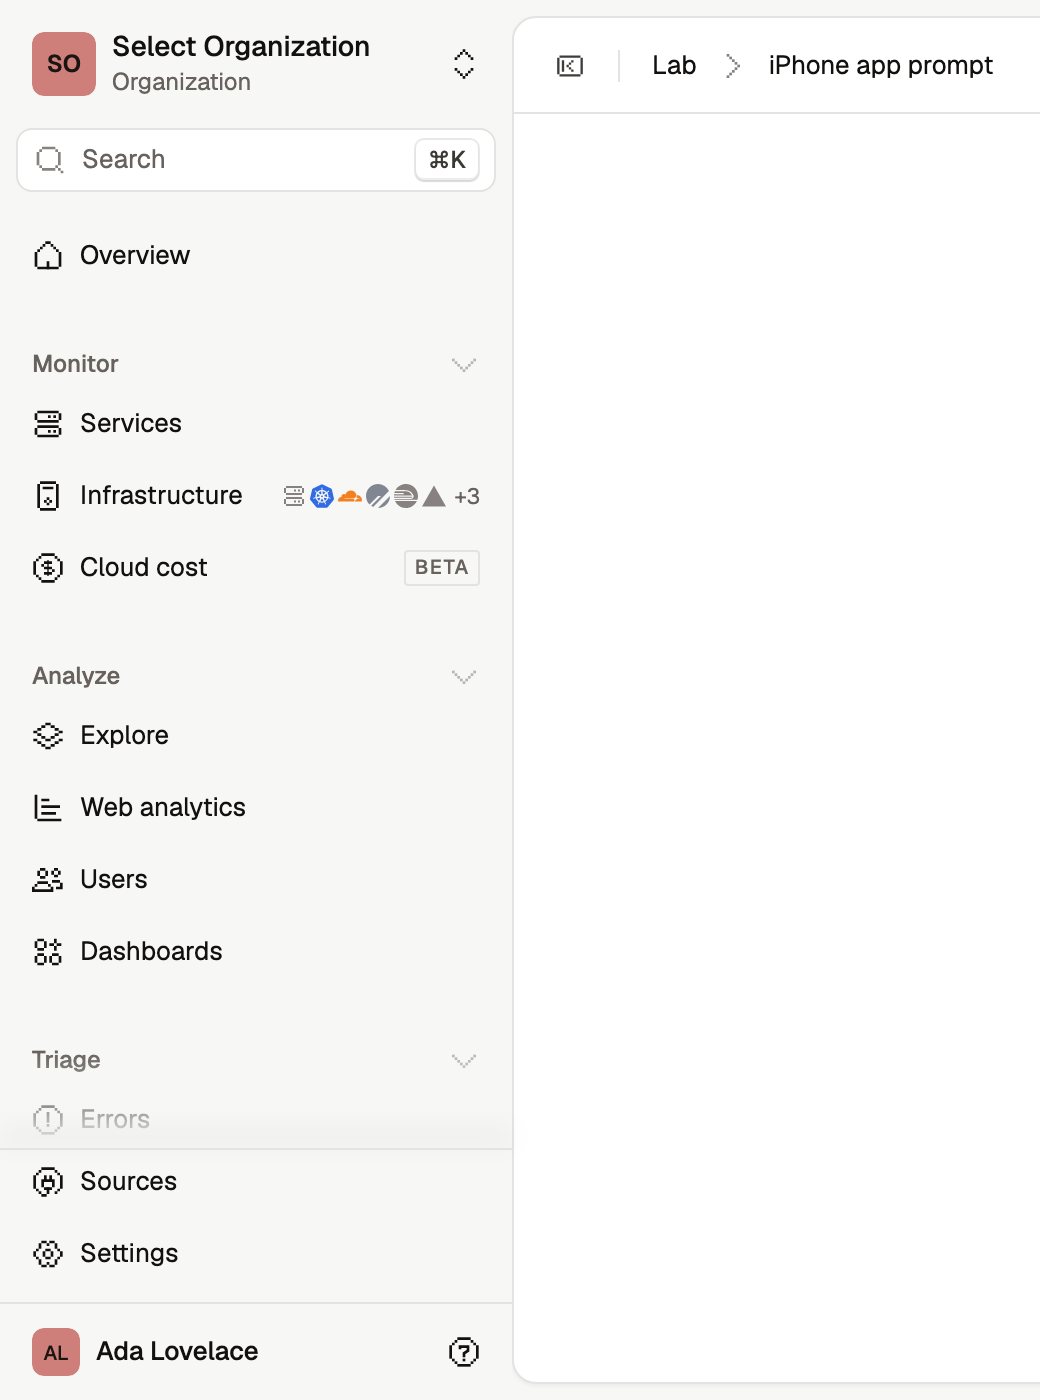 SO
Select Organization
Organization
Search
⌘K
Overview
Monitor
Services
Infrastructure
+3
Cloud cost
BETA
Analyze
Explore
Web analytics
Users
Dashboards
Triage
Errors
Sources
Settings
AL
Ada Lovelace
Lab
iPhone app prompt